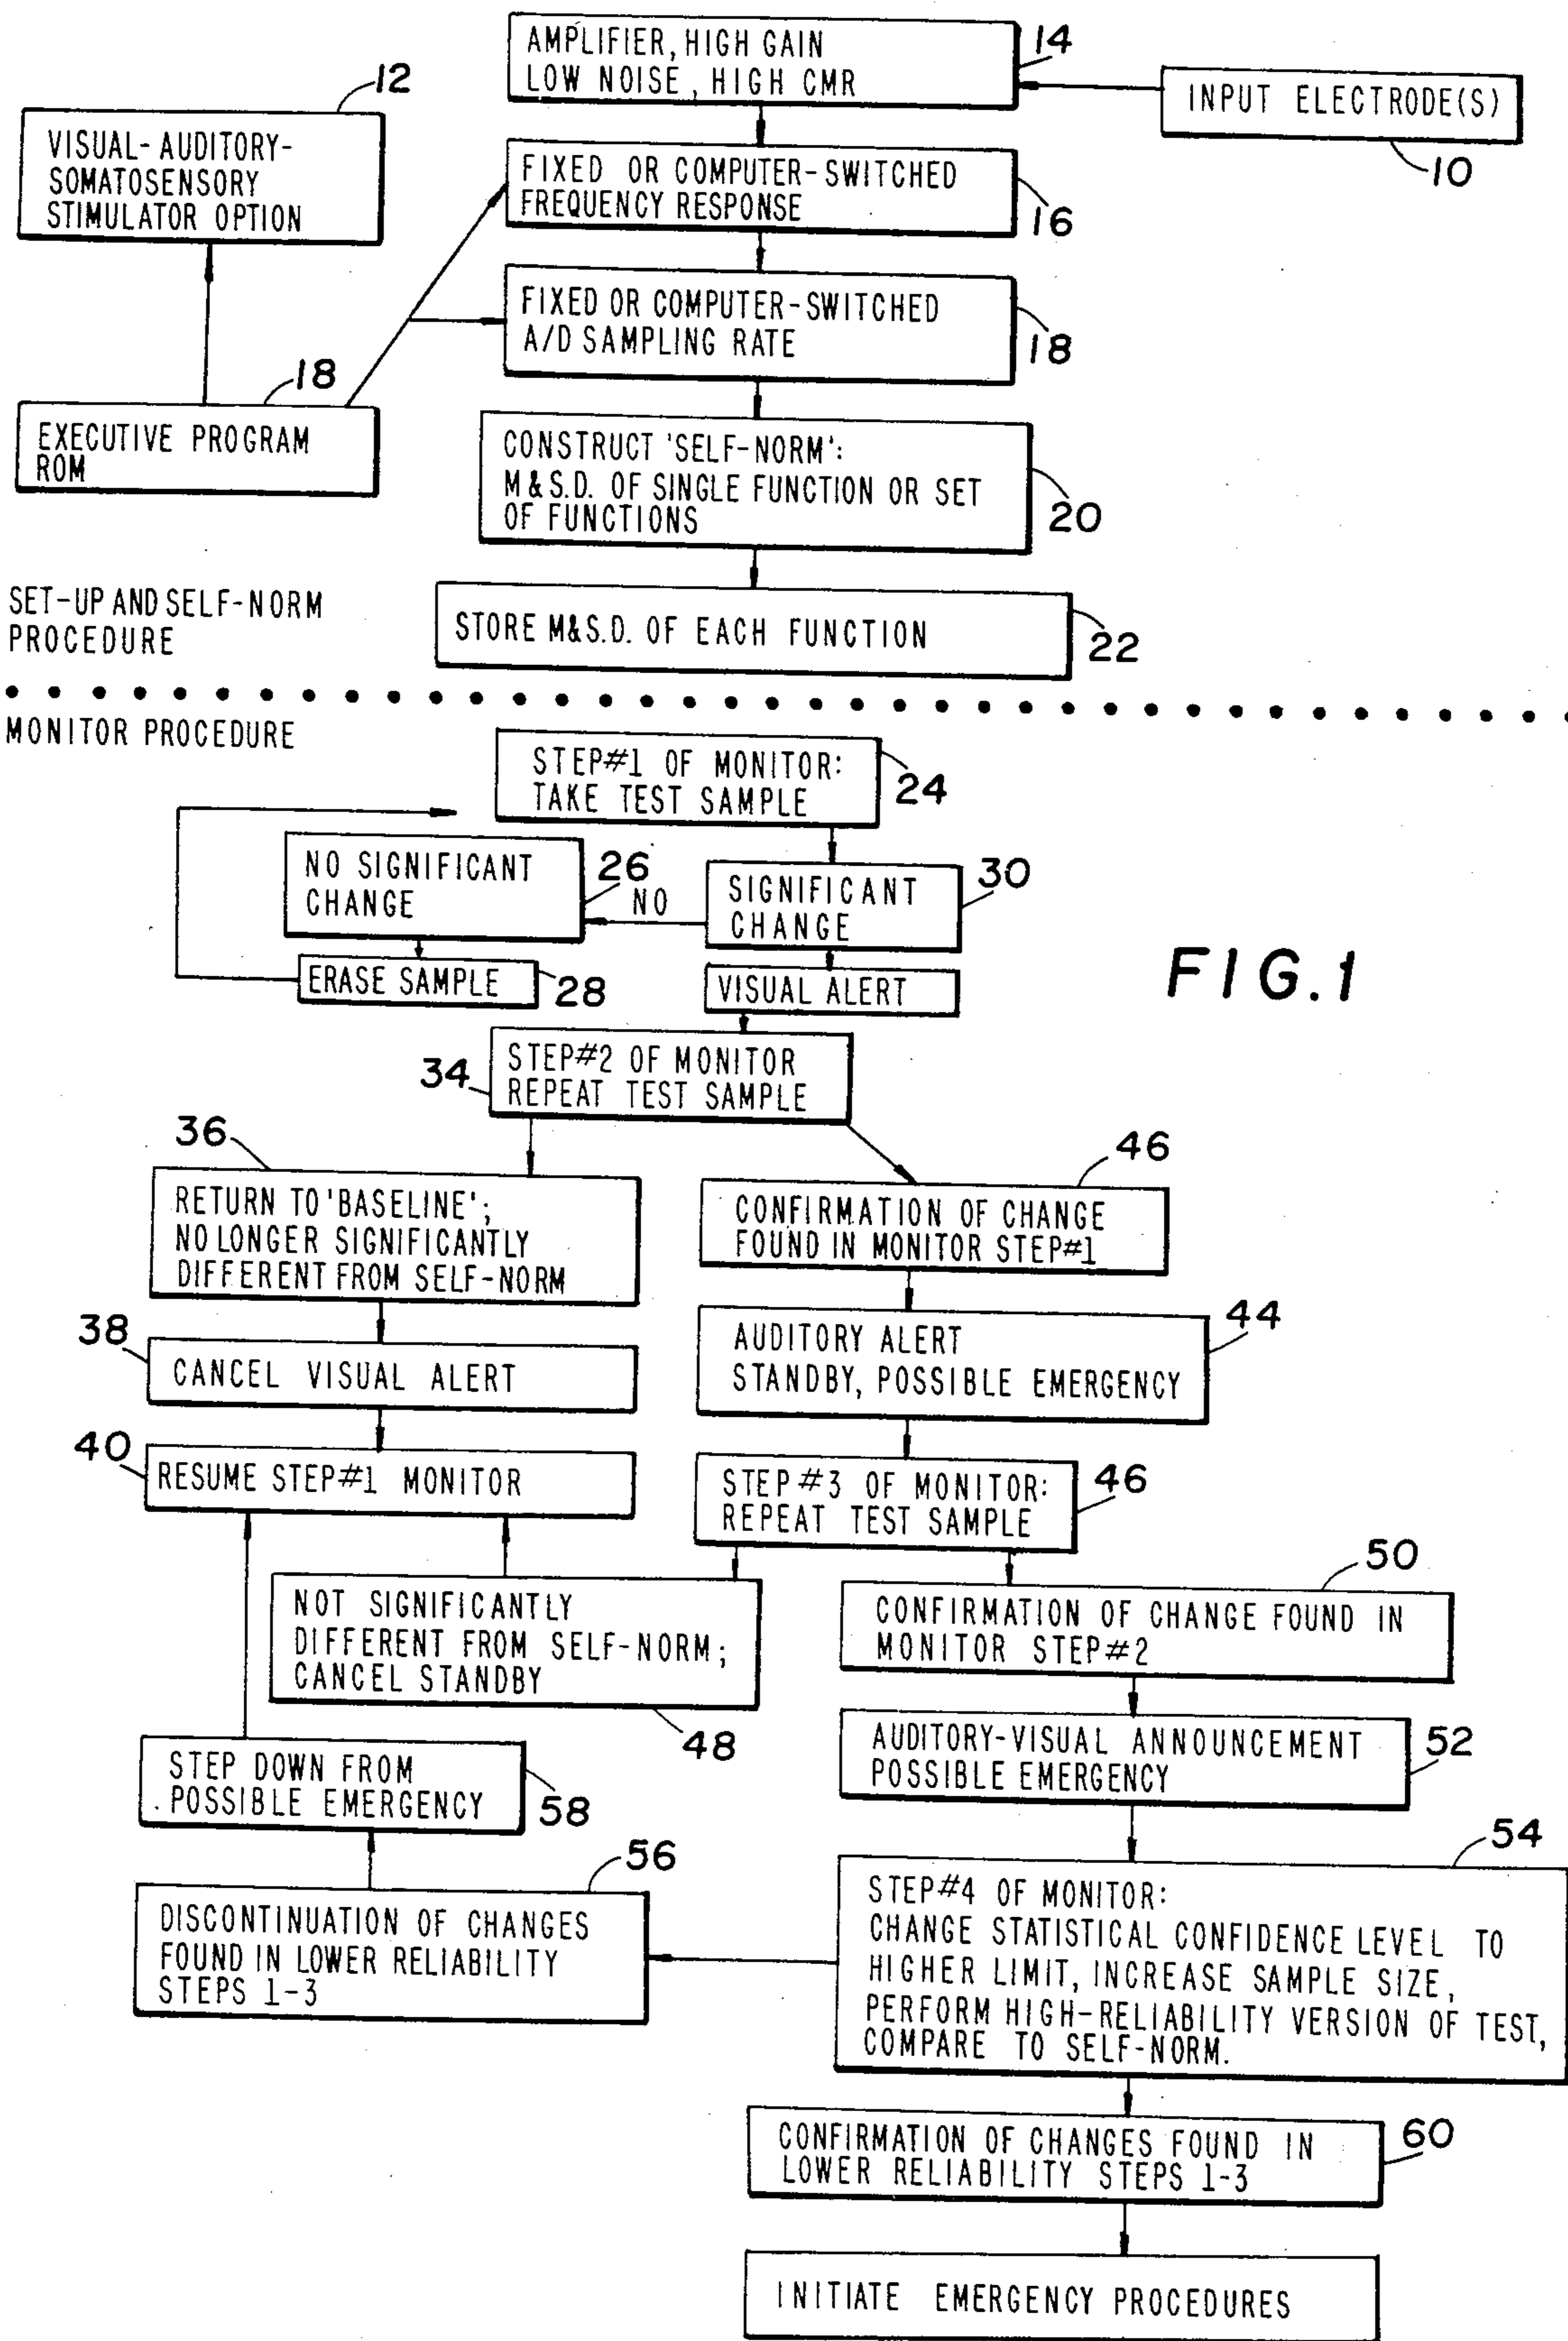 AMPLIFIER, HIGH GAIN
LOW NOISE, HIGH CMR
14
INPUT ELECTRODE(S)
10
12
VISUAL-AUDITORY-
SOMATOSENSORY
STIMULATOR OPTION
FIXED OR COMPUTER-SWITCHED
FREQUENCY RESPONSE
16
FIXED OR COMPUTER-SWITCHED
A/D SAMPLING RATE
18
18
EXECUTIVE PROGRAM
ROM
CONSTRUCT 'SELF-NORM':
M&S.D. OF SINGLE FUNCTION OR SET
OF FUNCTIONS
20
SET-UP AND SELF-NORM
PROCEDURE
STORE M&S.D. OF EACH FUNCTION
22
MONITOR PROCEDURE
STEP#1 OF MONITOR:
TAKE TEST SAMPLE
24
NO SIGNIFICANT
CHANGE
26
NO
SIGNIFICANT
CHANGE
30
ERASE SAMPLE
28
VISUAL ALERT
FIG.1
34
STEP#2 OF MONITOR
REPEAT TEST SAMPLE
36
RETURN TO 'BASELINE';
NO LONGER SIGNIFICANTLY
DIFFERENT FROM SELF-NORM
46
CONFIRMATION OF CHANGE
FOUND IN MONITOR STEP#1
38
CANCEL VISUAL ALERT
AUDITORY ALERT
STANDBY, POSSIBLE EMERGENCY
44
40
RESUME STEP#1 MONITOR
STEP#3 OF MONITOR:
REPEAT TEST SAMPLE
46
NOT SIGNIFICANTLY
DIFFERENT FROM SELF-NORM;
CANCEL STANDBY
48
50
CONFIRMATION OF CHANGE FOUND IN
MONITOR STEP#2
STEP DOWN FROM
POSSIBLE EMERGENCY
58
AUDITORY-VISUAL ANNOUNCEMENT
POSSIBLE EMERGENCY
52
56
DISCONTINUATION OF CHANGES
FOUND IN LOWER RELIABILITY
STEPS 1-3
54
STEP#4 OF MONITOR:
CHANGE STATISTICAL CONFIDENCE LEVEL TO
HIGHER LIMIT, INCREASE SAMPLE SIZE,
PERFORM HIGH-RELIABILITY VERSION OF TEST,
COMPARE TO SELF-NORM.
CONFIRMATION OF CHANGES FOUND IN
LOWER RELIABILITY STEPS 1-3
60
INITIATE EMERGENCY PROCEDURES